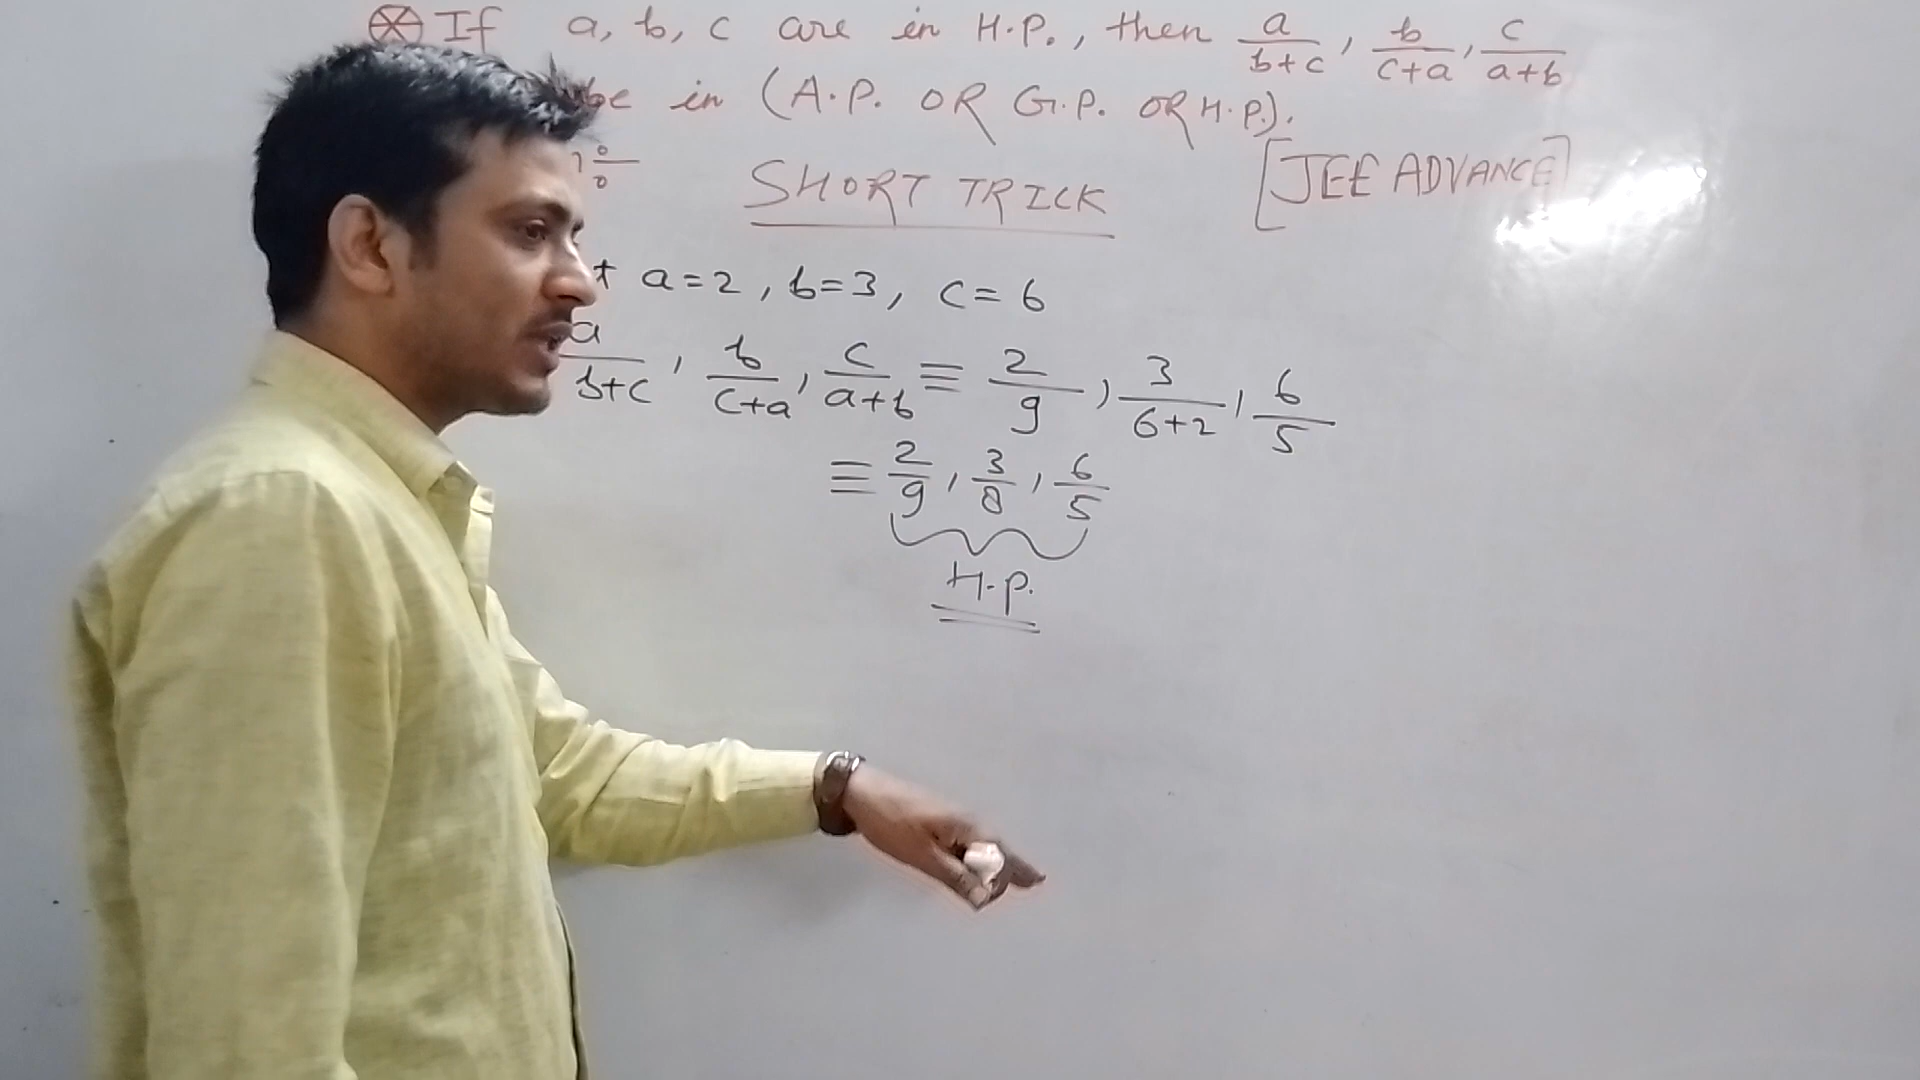 If a, b, c are in H.P., then a/(b+c), b/(c+a), c/(a+b)
be in (A.P. OR G.P. OR H.P.).
SHORT TRICK [JEE ADVANCE]
a=2, b=3, c=6
a/(b+c), b/(c+a), c/(a+b) ≡ 2/9, 3/(6+2), 6/5
≡ 2/9, 3/8, 6/5
H.P.